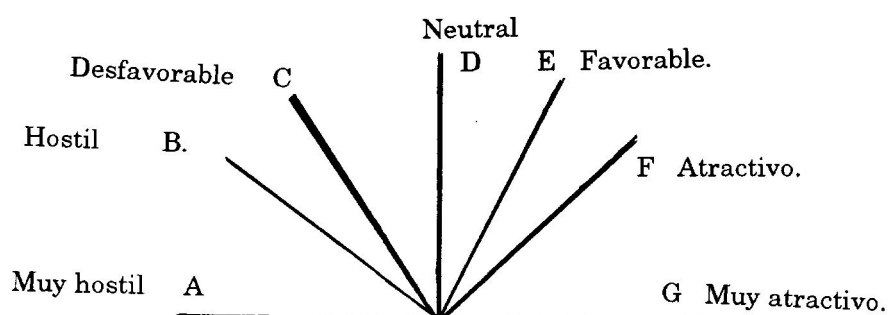 Neutral
Desfavorable C D E Favorable.
Hostil B.
F Atractivo.
Muy hostil A G Muy atractivo.